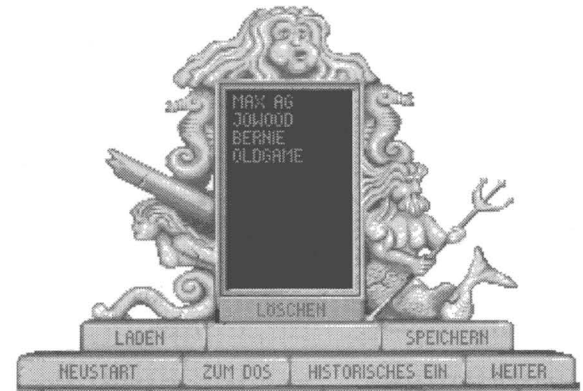 MAX AG
JOWOOD
BERNIE
OLDGAME
LÖSCHEN
LADEN SPEICHERN
NEUSTART ZUM DOS HISTORISCHES EIN WEITER